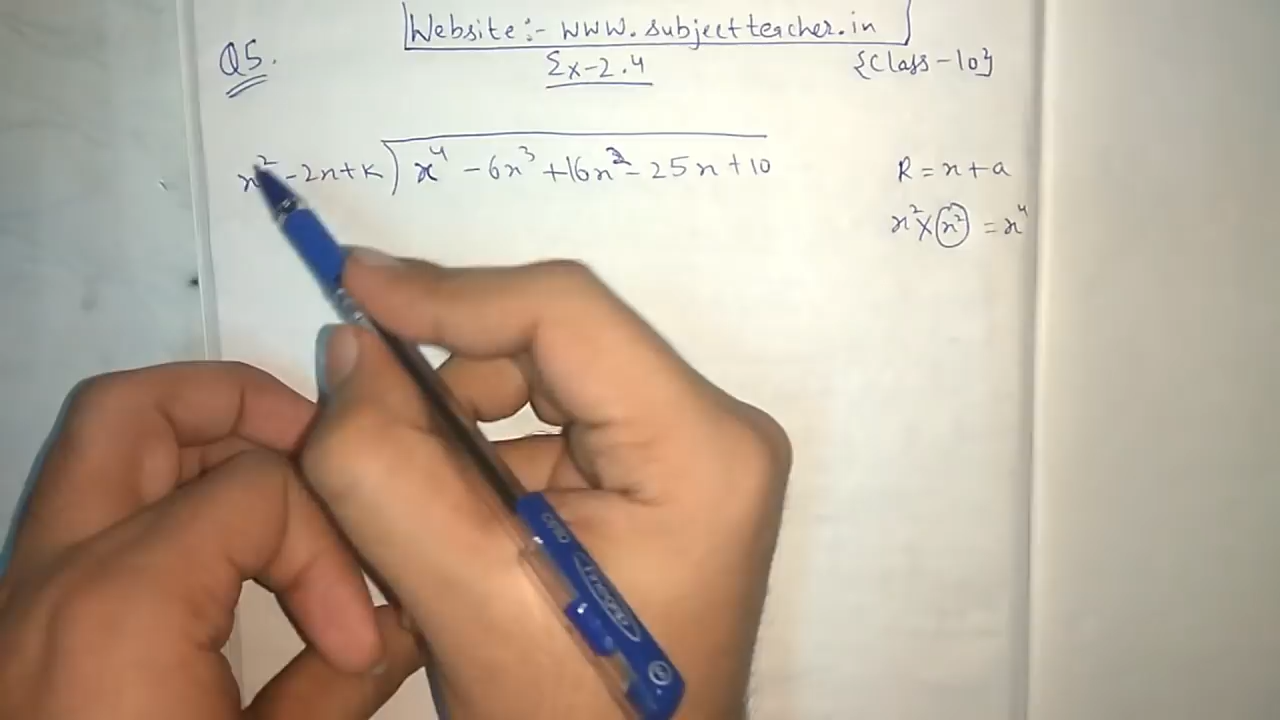 Website:- www.subjectteacher.in
Q5.
Ex-2.4
{Class-10}
x²-2x+k) x⁴ - 6x³ + 16x² - 25x + 10
R = x + a
x² × x² = x⁴